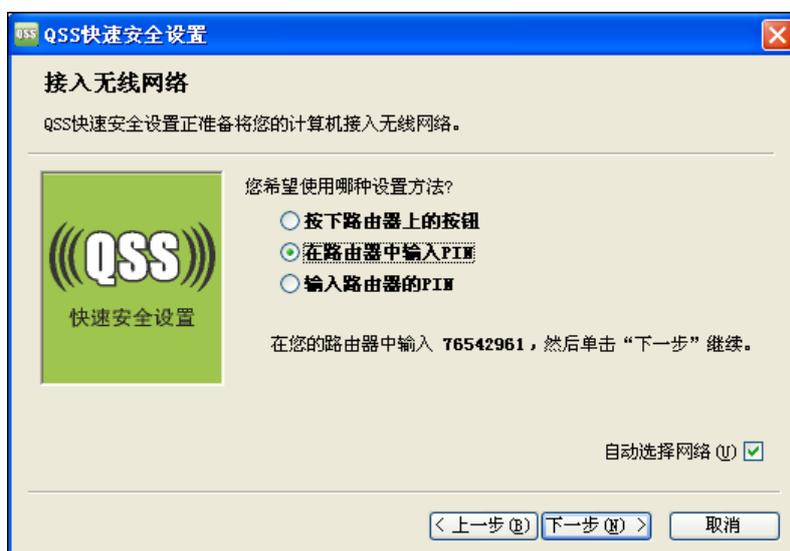 QSS QSS快速安全设置
接入无线网络
QSS快速安全设置正准备将您的计算机接入无线网络。
您希望使用哪种设置方法?
按下路由器上的按钮
在路由器中输入PIN
输入路由器的PIN
(((QSS)))
快速安全设置
在您的路由器中输入 76542961，然后单击“下一步”继续。
自动选择网络(U)
< 上一步(B) 下一步(N) > 取消